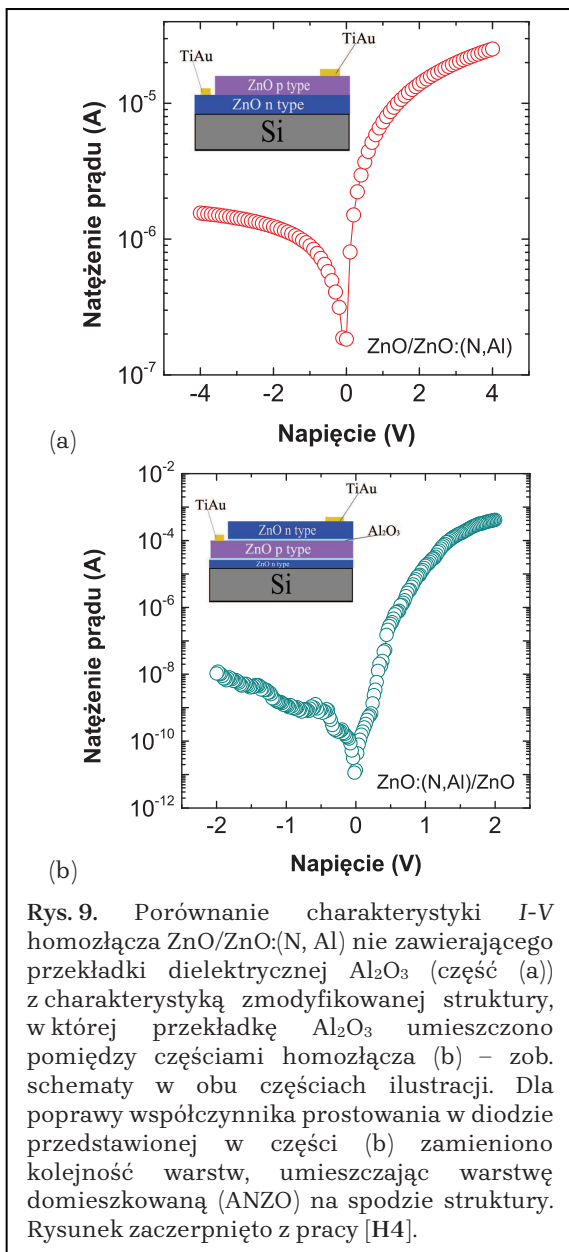 TiAu
TiAu
ZnO p type
ZnO n type
Si
Natężenie prądu (A)
10⁻⁵
10⁻⁶
10⁻⁷
-4
-2
0
2
4
ZnO/ZnO:(N,Al)
Napięcie (V)
(a)
10⁻²
10⁻⁴
10⁻⁶
10⁻⁸
10⁻¹⁰
10⁻¹²
TiAu
TiAu
ZnO n type
Al₂O₃
ZnO p type
ZnO n type
Si
Natężenie prądu (A)
ZnO:(N,Al)/ZnO
-2
-1
0
1
2
Napięcie (V)
(b)
Rys. 9. Porównanie charakterystyki I-V
homozłącza ZnO/ZnO:(N, Al) nie zawierającego
przekładki dielektrycznej Al₂O₃ (część (a))
z charakterystyką zmodyfikowanej struktury,
w której przekładkę Al₂O₃ umieszczono
pomiędzy częściami homozłącza (b) – zob.
schematy w obu częściach ilustracji. Dla
poprawy współczynnika prostowania w diodzie
przedstawionej w części (b) zamieniono
kolejność warstw, umieszczając warstwę
domieszkowaną (ANZO) na spodzie struktury.
Rysunek zaczerpnięto z pracy [H4].